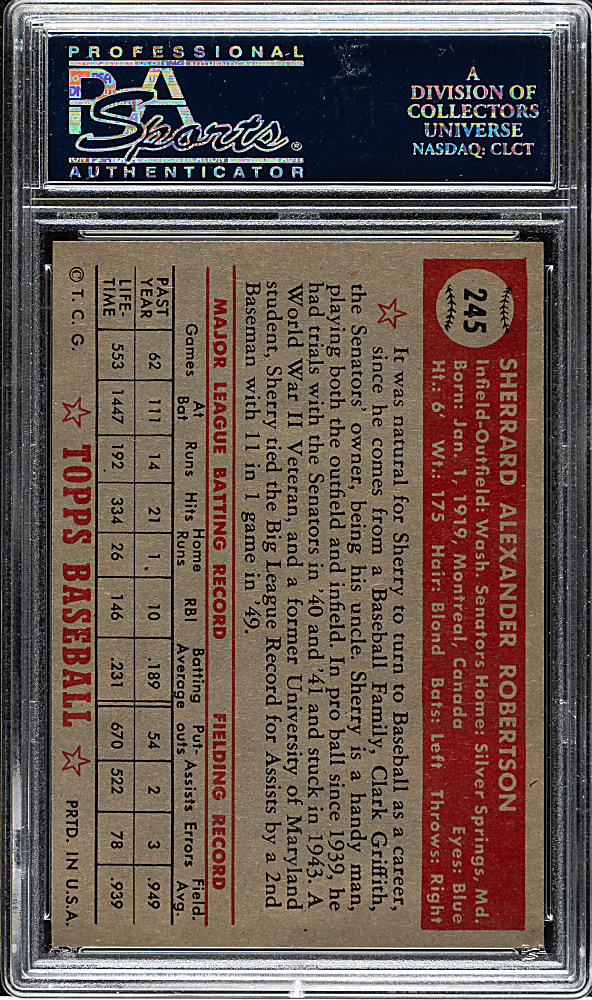 PROFESSIONAL
PSA
Sports®
AUTHENTICATOR
A
DIVISION OF
COLLECTORS
UNIVERSE
NASDAQ: CLCT
245
SHERRARD ALEXANDER ROBERTSON
Infield-Outfield: Wash. Senators Home: Silver Springs, Md.
Born: Jan. 1, 1919, Montreal, Canada Eyes: Blue
Ht.: 6' Wt.: 175 Hair: Blond Bats: Left Throws: Right
It was natural for Sherry to turn to Baseball as a career,
since he comes from a Baseball Family, Clark Griffith,
the Senators' owner, being his uncle. Sherry is a handy man,
playing both the outfield and infield. In pro ball since 1939, he
had trials with the Senators in '40 and '41 and stuck in 1943. A
World War II Veteran, and a former University of Maryland
student, Sherry tied the Big League Record for Assists by a 2nd
Baseman with 11 in 1 game in '49.
MAJOR LEAGUE BATTING RECORD FIELDING RECORD
Games At Bat Runs Hits Home Runs RBI Batting Average Put-outs Assists Errors Field. Avg.
PAST YEAR 62 111 14 21 1 10 .189 54 2 3 .949
LIFE-TIME 553 1447 192 334 26 146 .231 670 522 78 .939
© T. C. G. TOPPS BASEBALL PRTD. IN U.S.A.